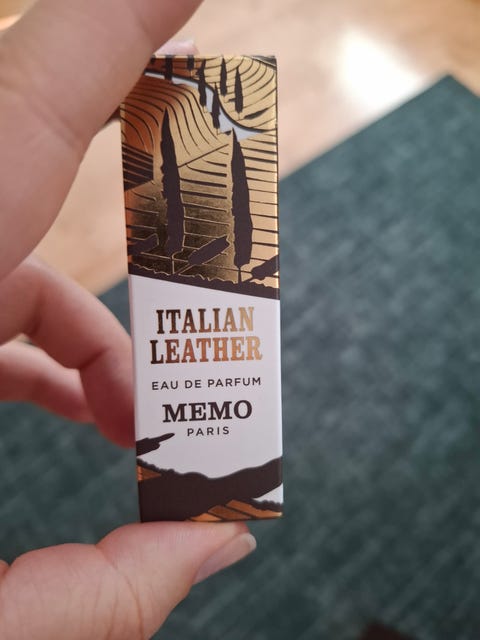 ITALIAN
LEATHER
EAU DE PARFUM
MEMO
PARIS